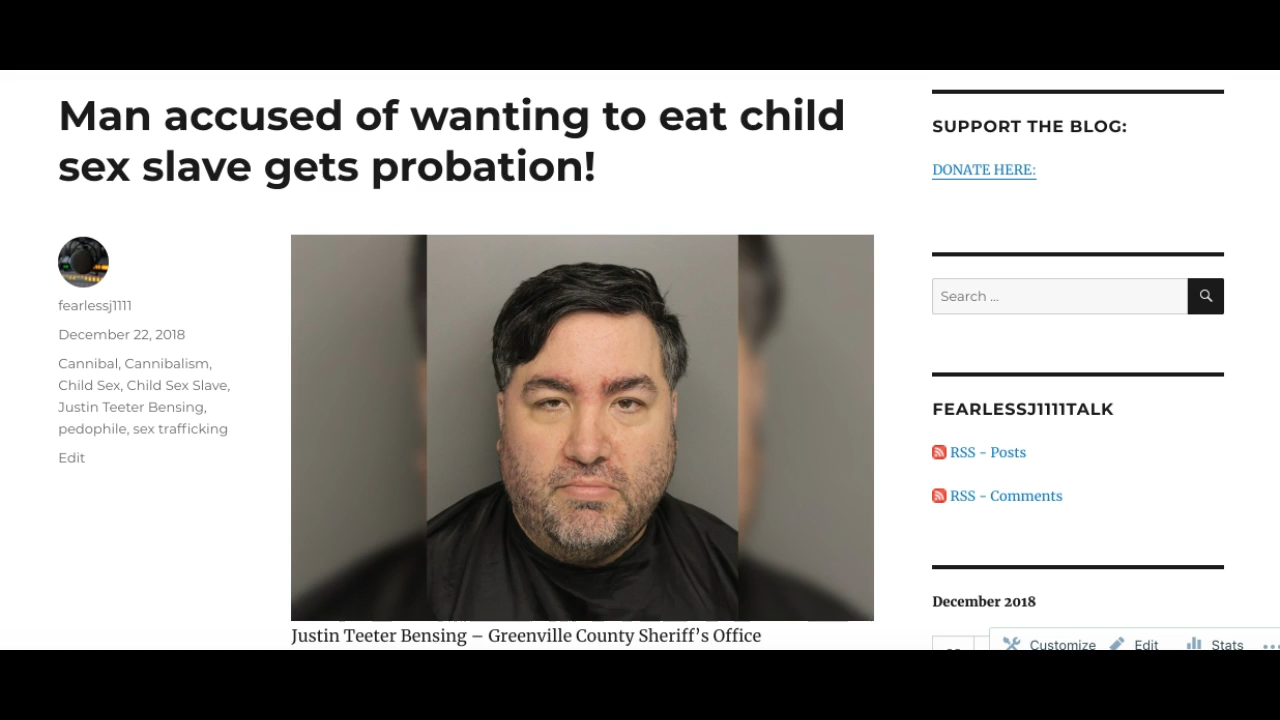 Man accused of wanting to eat child
sex slave gets probation!
fearlessj1111
December 22, 2018
Cannibal, Cannibalism,
Child Sex, Child Sex Slave,
Justin Teeter Bensing,
pedophile, sex trafficking
Edit
Justin Teeter Bensing – Greenville County Sheriff's Office
SUPPORT THE BLOG:
DONATE HERE:
Search ...
FEARLESSJ1111TALK
RSS - Posts
RSS - Comments
December 2018
Customize Edit Stats